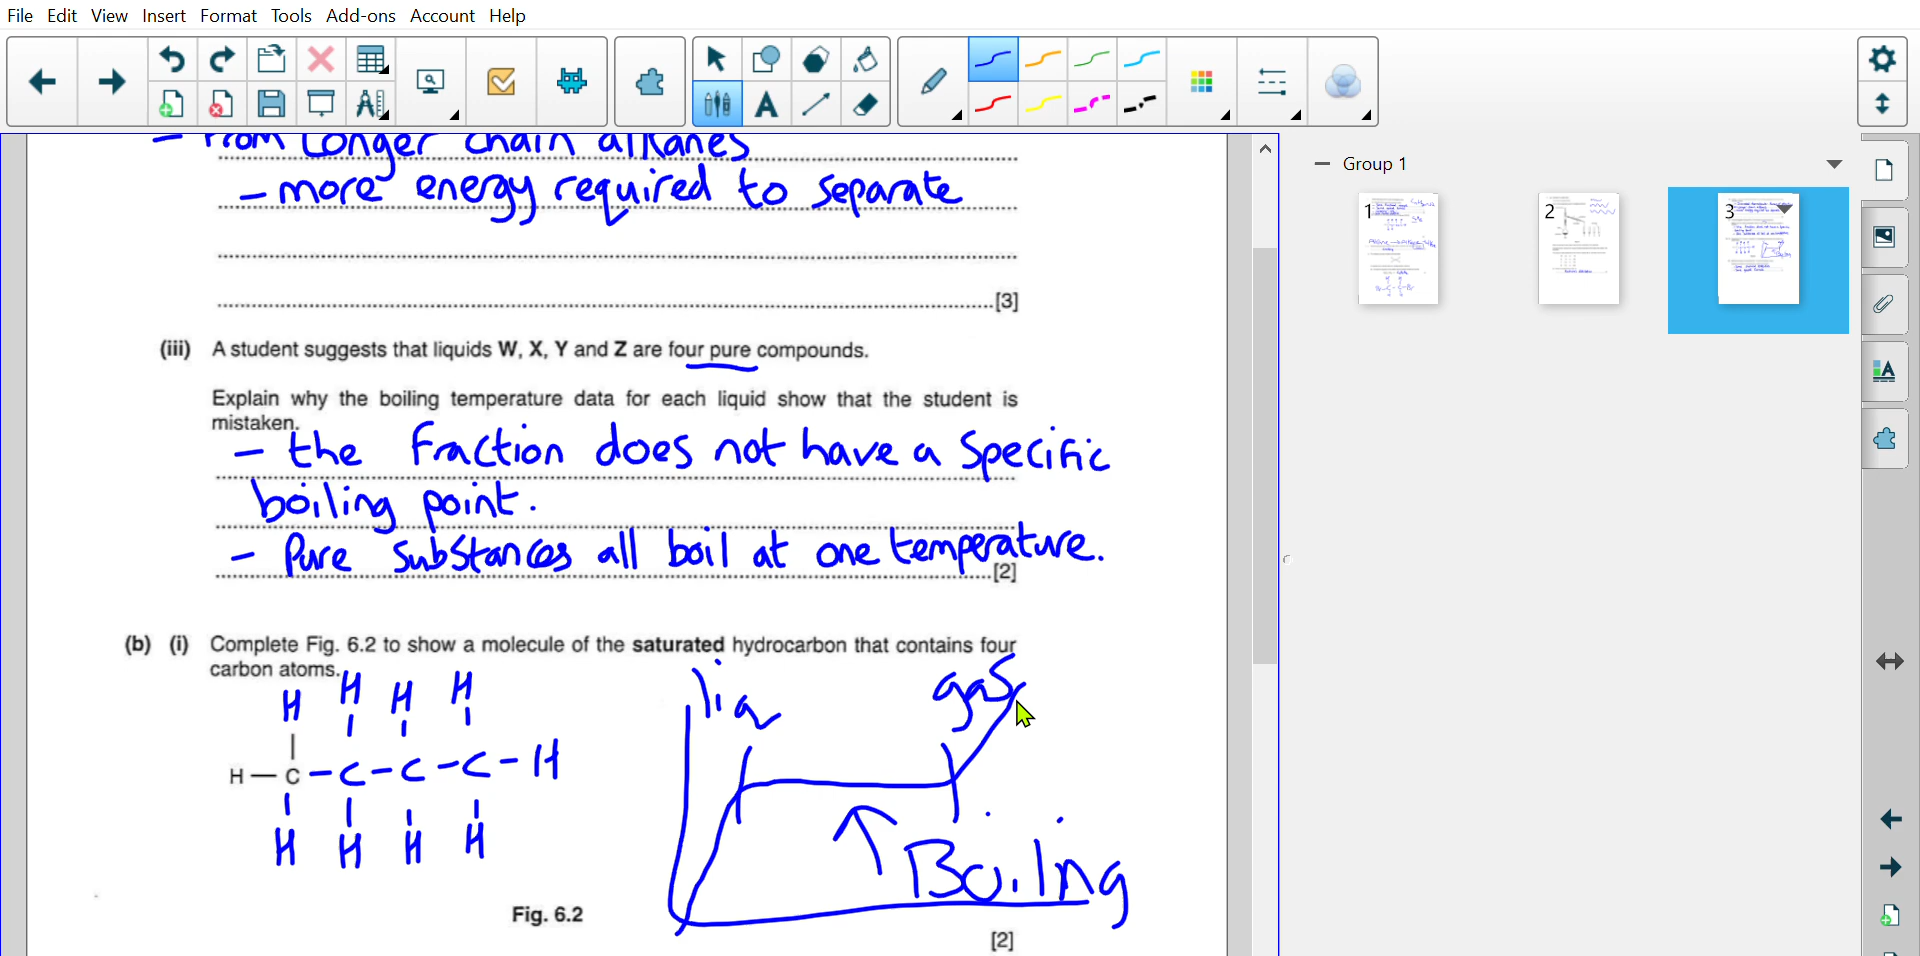 File Edit View Insert Format Tools Add-ons Account Help
- From Longer chain alkanes
- more energy required to separate
[3]
(iii) A student suggests that liquids W, X, Y and Z are four pure compounds.
Explain why the boiling temperature data for each liquid show that the student is
mistaken.
- the Fraction does not have a Specific
boiling point.
- Pure Substances all boil at one temperature.
[2]
(b) (i) Complete Fig. 6.2 to show a molecule of the saturated hydrocarbon that contains four
carbon atoms.
H H H H
H — C - C - C - C - H
H H H H
liq
gas
Boiling
Fig. 6.2
[2]
Group 1
1
2
3